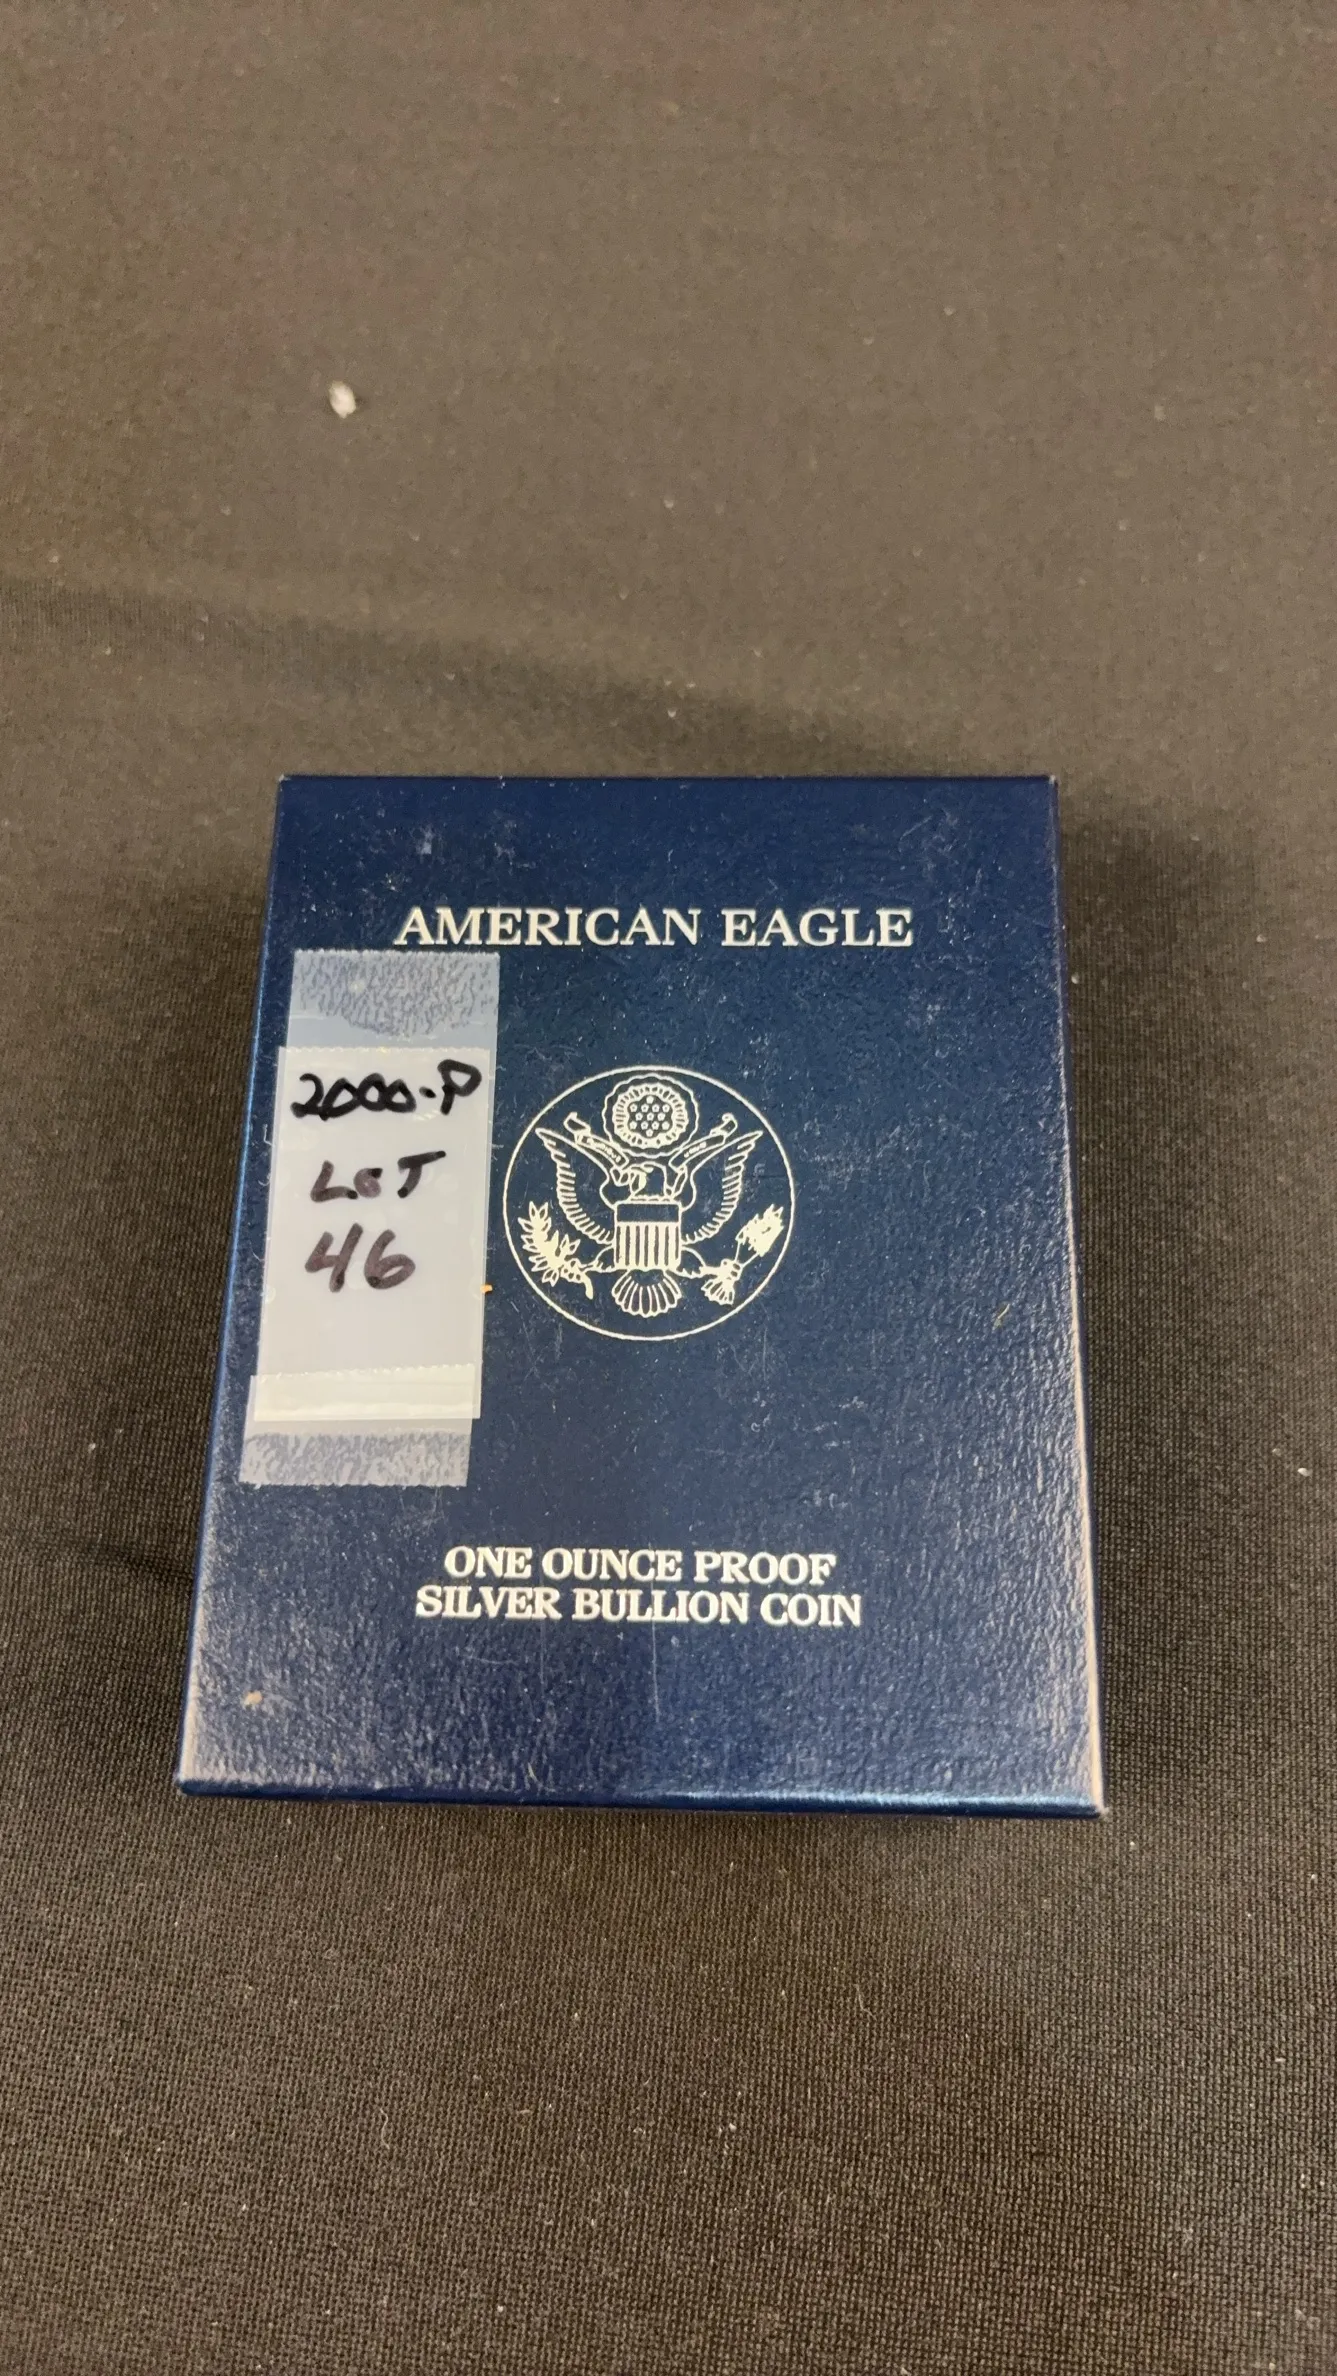 AMERICAN EAGLE
2000-P
LOT
46
ONE OUNCE PROOF
SILVER BULLION COIN